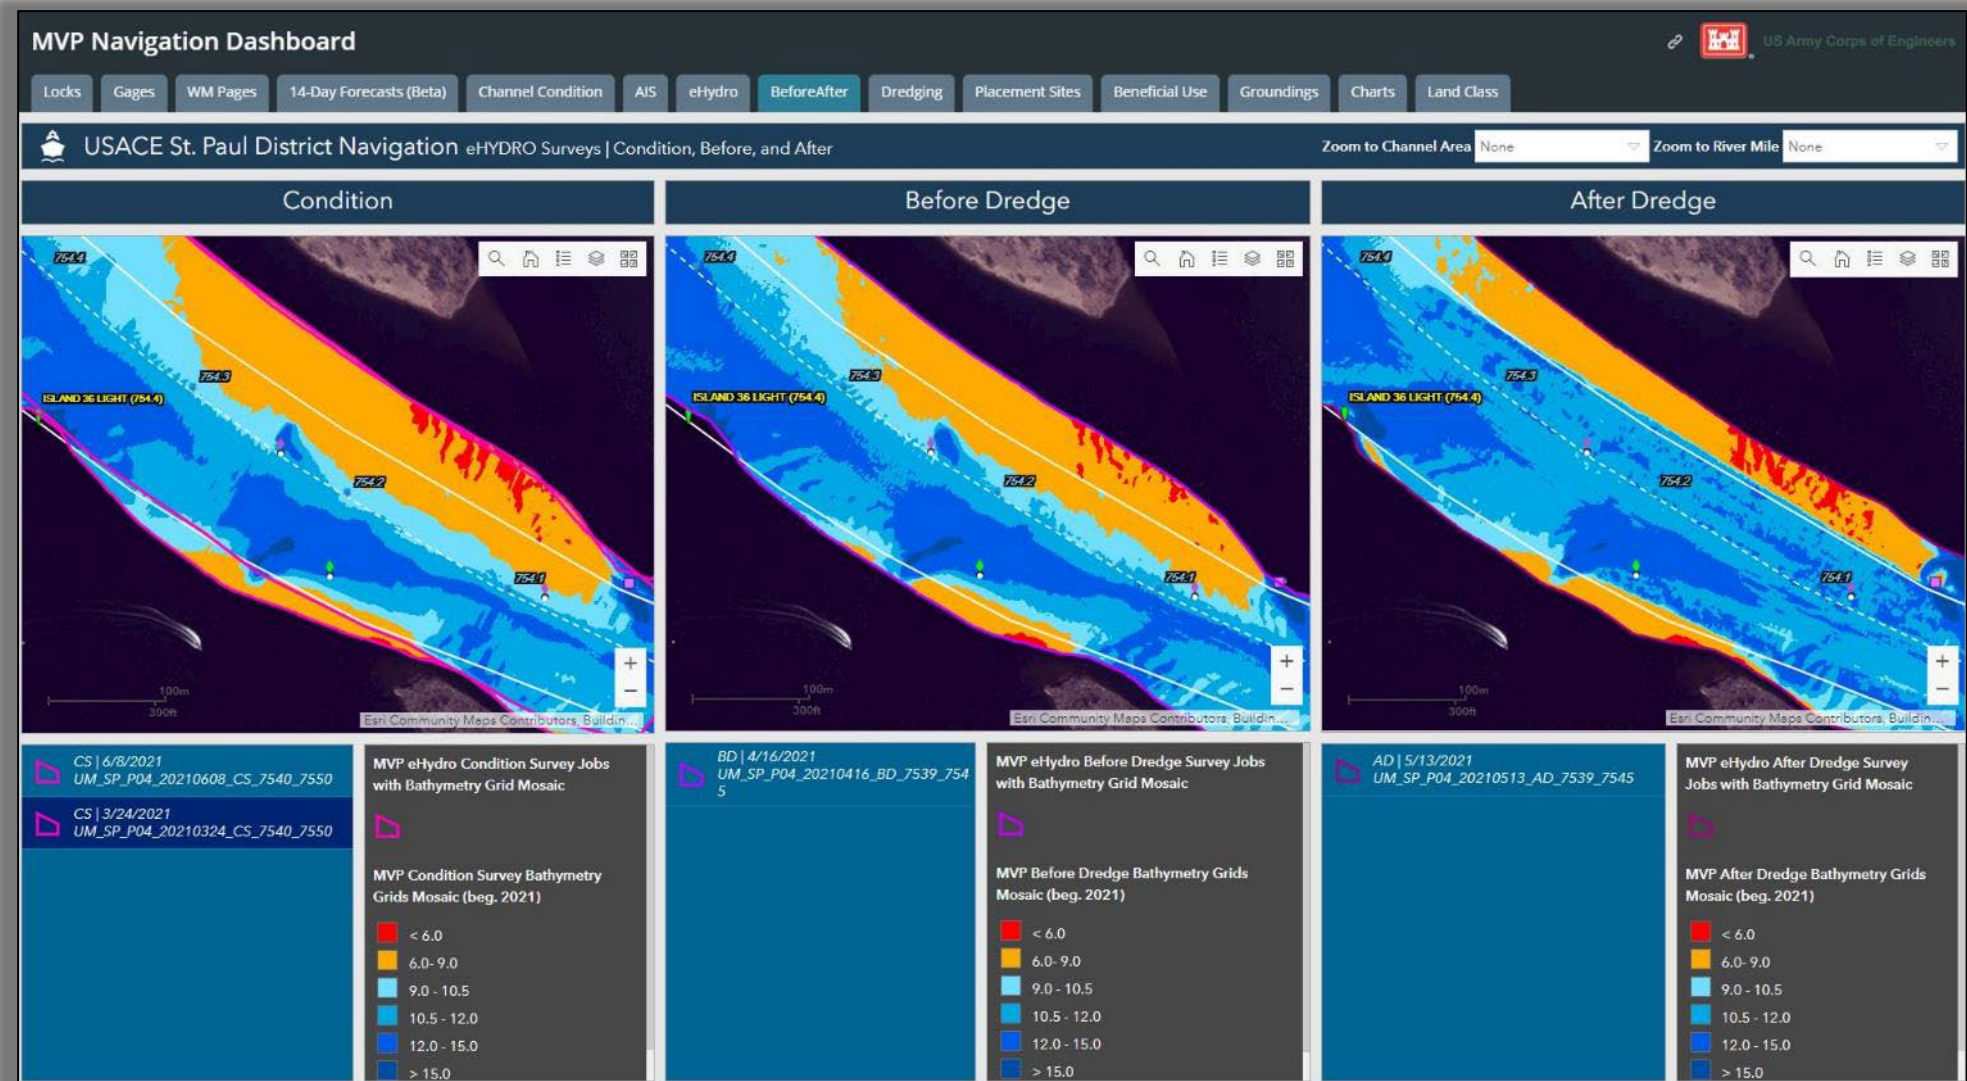 MVP Navigation Dashboard
US Army Corps of Engineers
Locks
Gages
WM Pages
14-Day Forecasts (Beta)
Channel Condition
AIS
eHydro
BeforeAfter
Dredging
Placement Sites
Beneficial Use
Groundings
Charts
Land Class
USACE St. Paul District Navigation eHYDRO Surveys | Condition, Before, and After
Zoom to Channel Area None
Zoom to River Mile None
Condition
754.4
754.3
ISLAND 36 LIGHT (754.4)
754.2
754.1
+
−
100m
300ft
Esri Community Maps Contributors, Buildin...
CS | 6/8/2021
UM_SP_P04_20210608_CS_7540_7550
CS | 3/24/2021
UM_SP_P04_20210324_CS_7540_7550
MVP eHydro Condition Survey Jobs
with Bathymetry Grid Mosaic
MVP Condition Survey Bathymetry
Grids Mosaic (beg. 2021)
< 6.0
6.0- 9.0
9.0 - 10.5
10.5 - 12.0
12.0 - 15.0
> 15.0
Before Dredge
754.4
754.3
ISLAND 36 LIGHT (754.4)
754.2
754.1
+
−
100m
300ft
Esri Community Maps Contributors, Buildin...
BD | 4/16/2021
UM_SP_P04_20210416_BD_7539_754
5
MVP eHydro Before Dredge Survey Jobs
with Bathymetry Grid Mosaic
MVP Before Dredge Bathymetry Grids
Mosaic (beg. 2021)
< 6.0
6.0- 9.0
9.0 - 10.5
10.5 - 12.0
12.0 - 15.0
> 15.0
After Dredge
754.4
754.3
ISLAND 36 LIGHT (754.4)
754.2
754.1
+
−
100m
300ft
Esri Community Maps Contributors, Buildin...
AD | 5/13/2021
UM_SP_P04_20210513_AD_7539_7545
MVP eHydro After Dredge Survey
Jobs with Bathymetry Grid Mosaic
MVP After Dredge Bathymetry Grids
Mosaic (beg. 2021)
< 6.0
6.0- 9.0
9.0 - 10.5
10.5 - 12.0
12.0 - 15.0
> 15.0